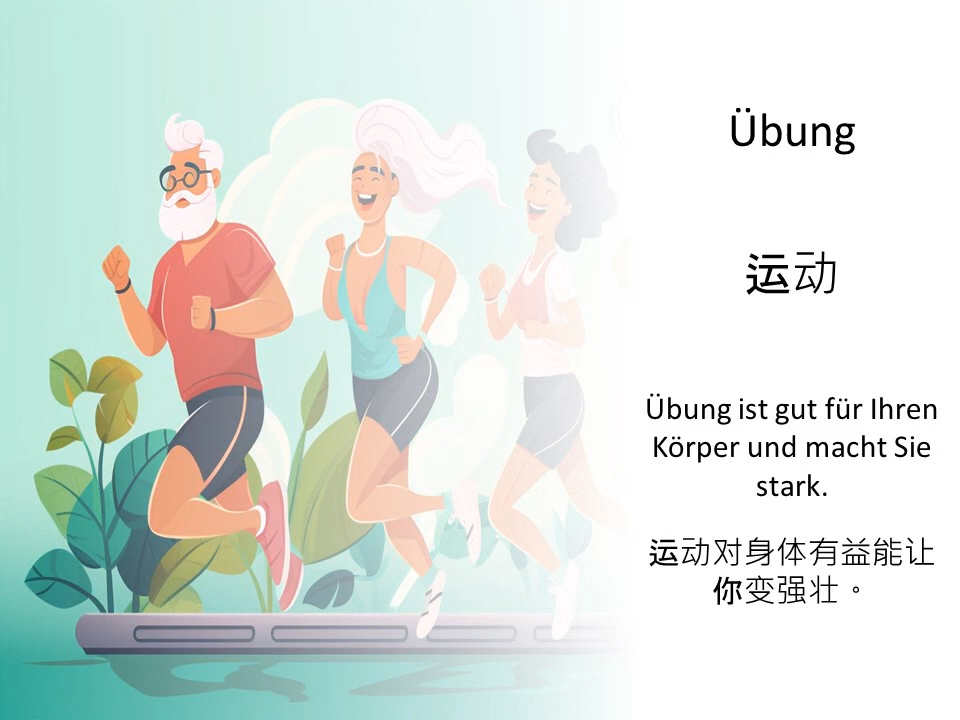 Übung
运动
Übung ist gut für Ihren
Körper und macht Sie
stark.
运动对身体有益能让
你变强壮。